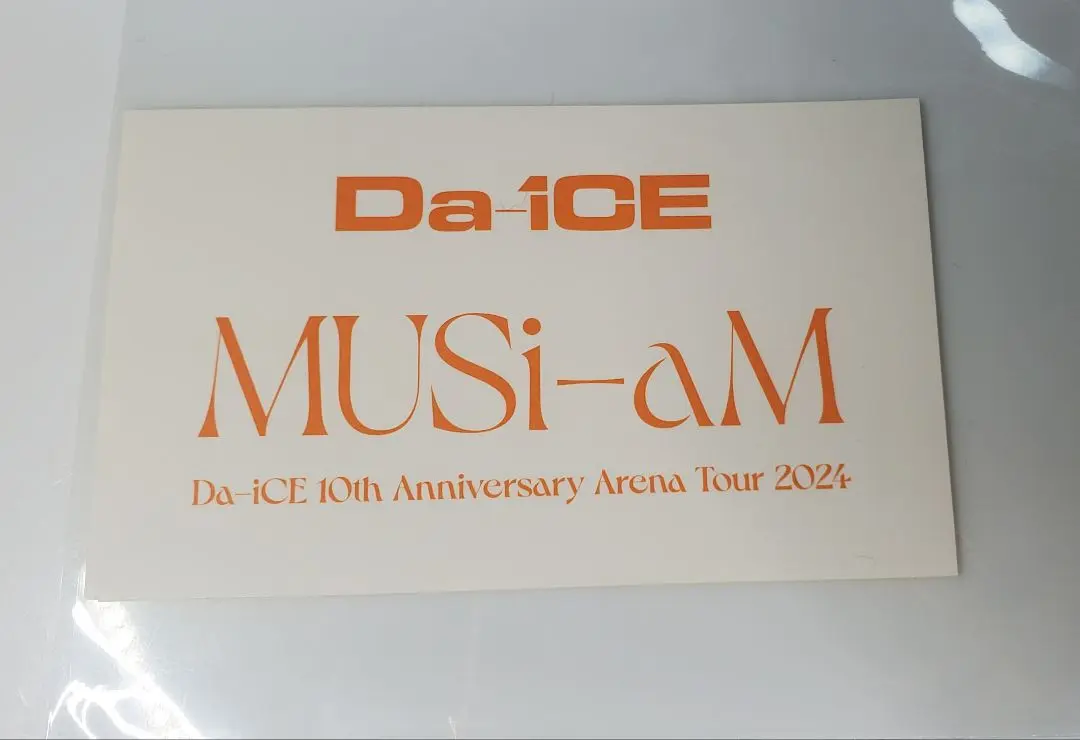 Da-iCE
MUSi-aM
Da-iCE 10th Anniversary Arena Tour 2024